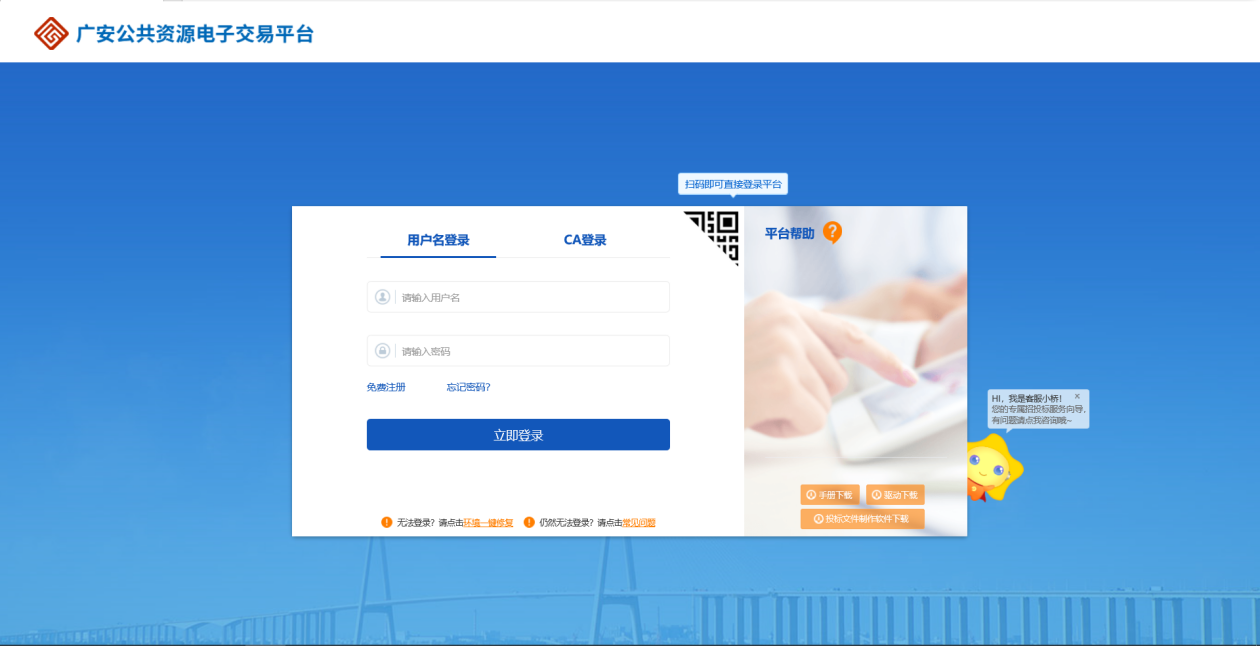 广安公共资源电子交易平台
扫码即可直接登录平台
用户名登录
CA登录
平台帮助
?
请输入用户名
请输入密码
免费注册
忘记密码?
立即登录
HI，我是客服小桥！ ×
您的专属招投标服务向导，
有问题请点我咨询哦~
手册下载
驱动下载
投标文件制作软件下载
! 无法登录？请点击环境一键修复
! 仍然无法登录？请点击常见问题